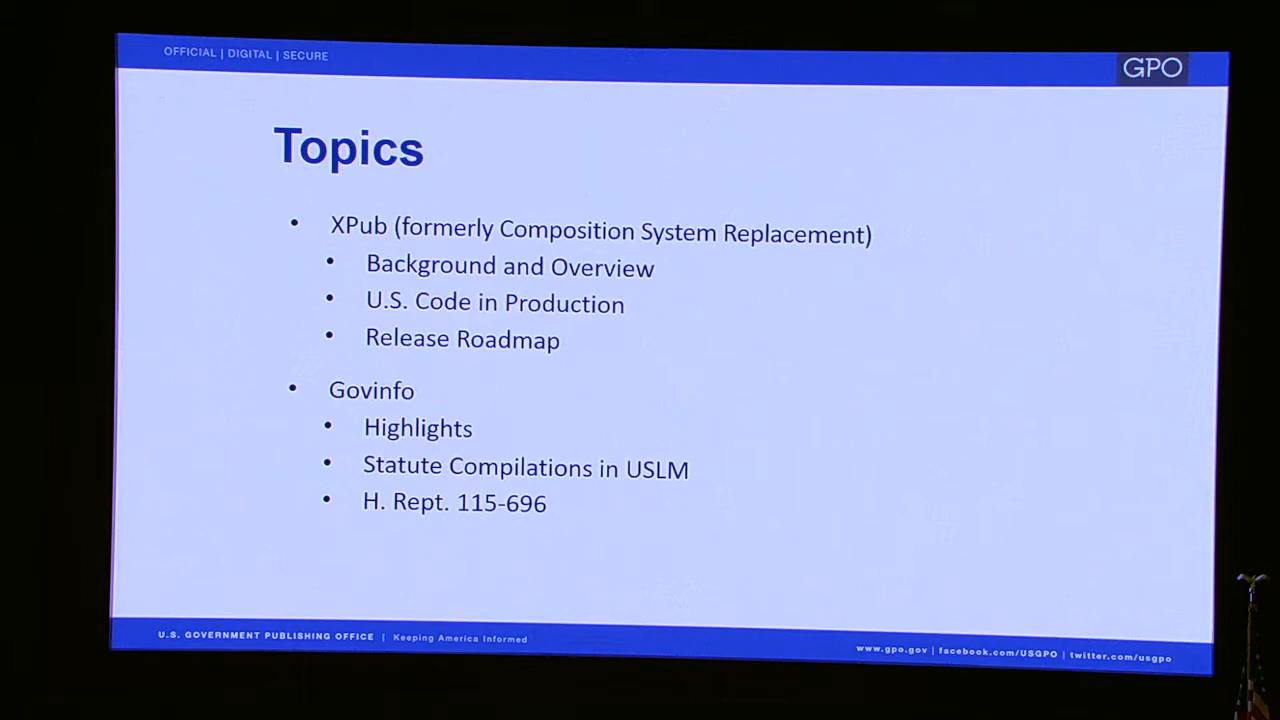 OFFICIAL | DIGITAL | SECURE
GPO
Topics
• XPub (formerly Composition System Replacement)
• Background and Overview
• U.S. Code in Production
• Release Roadmap
• Govinfo
• Highlights
• Statute Compilations in USLM
• H. Rept. 115-696
U.S. GOVERNMENT PUBLISHING OFFICE | Keeping America Informed
www.gpo.gov | facebook.com/USGPO | twitter.com/usgpo